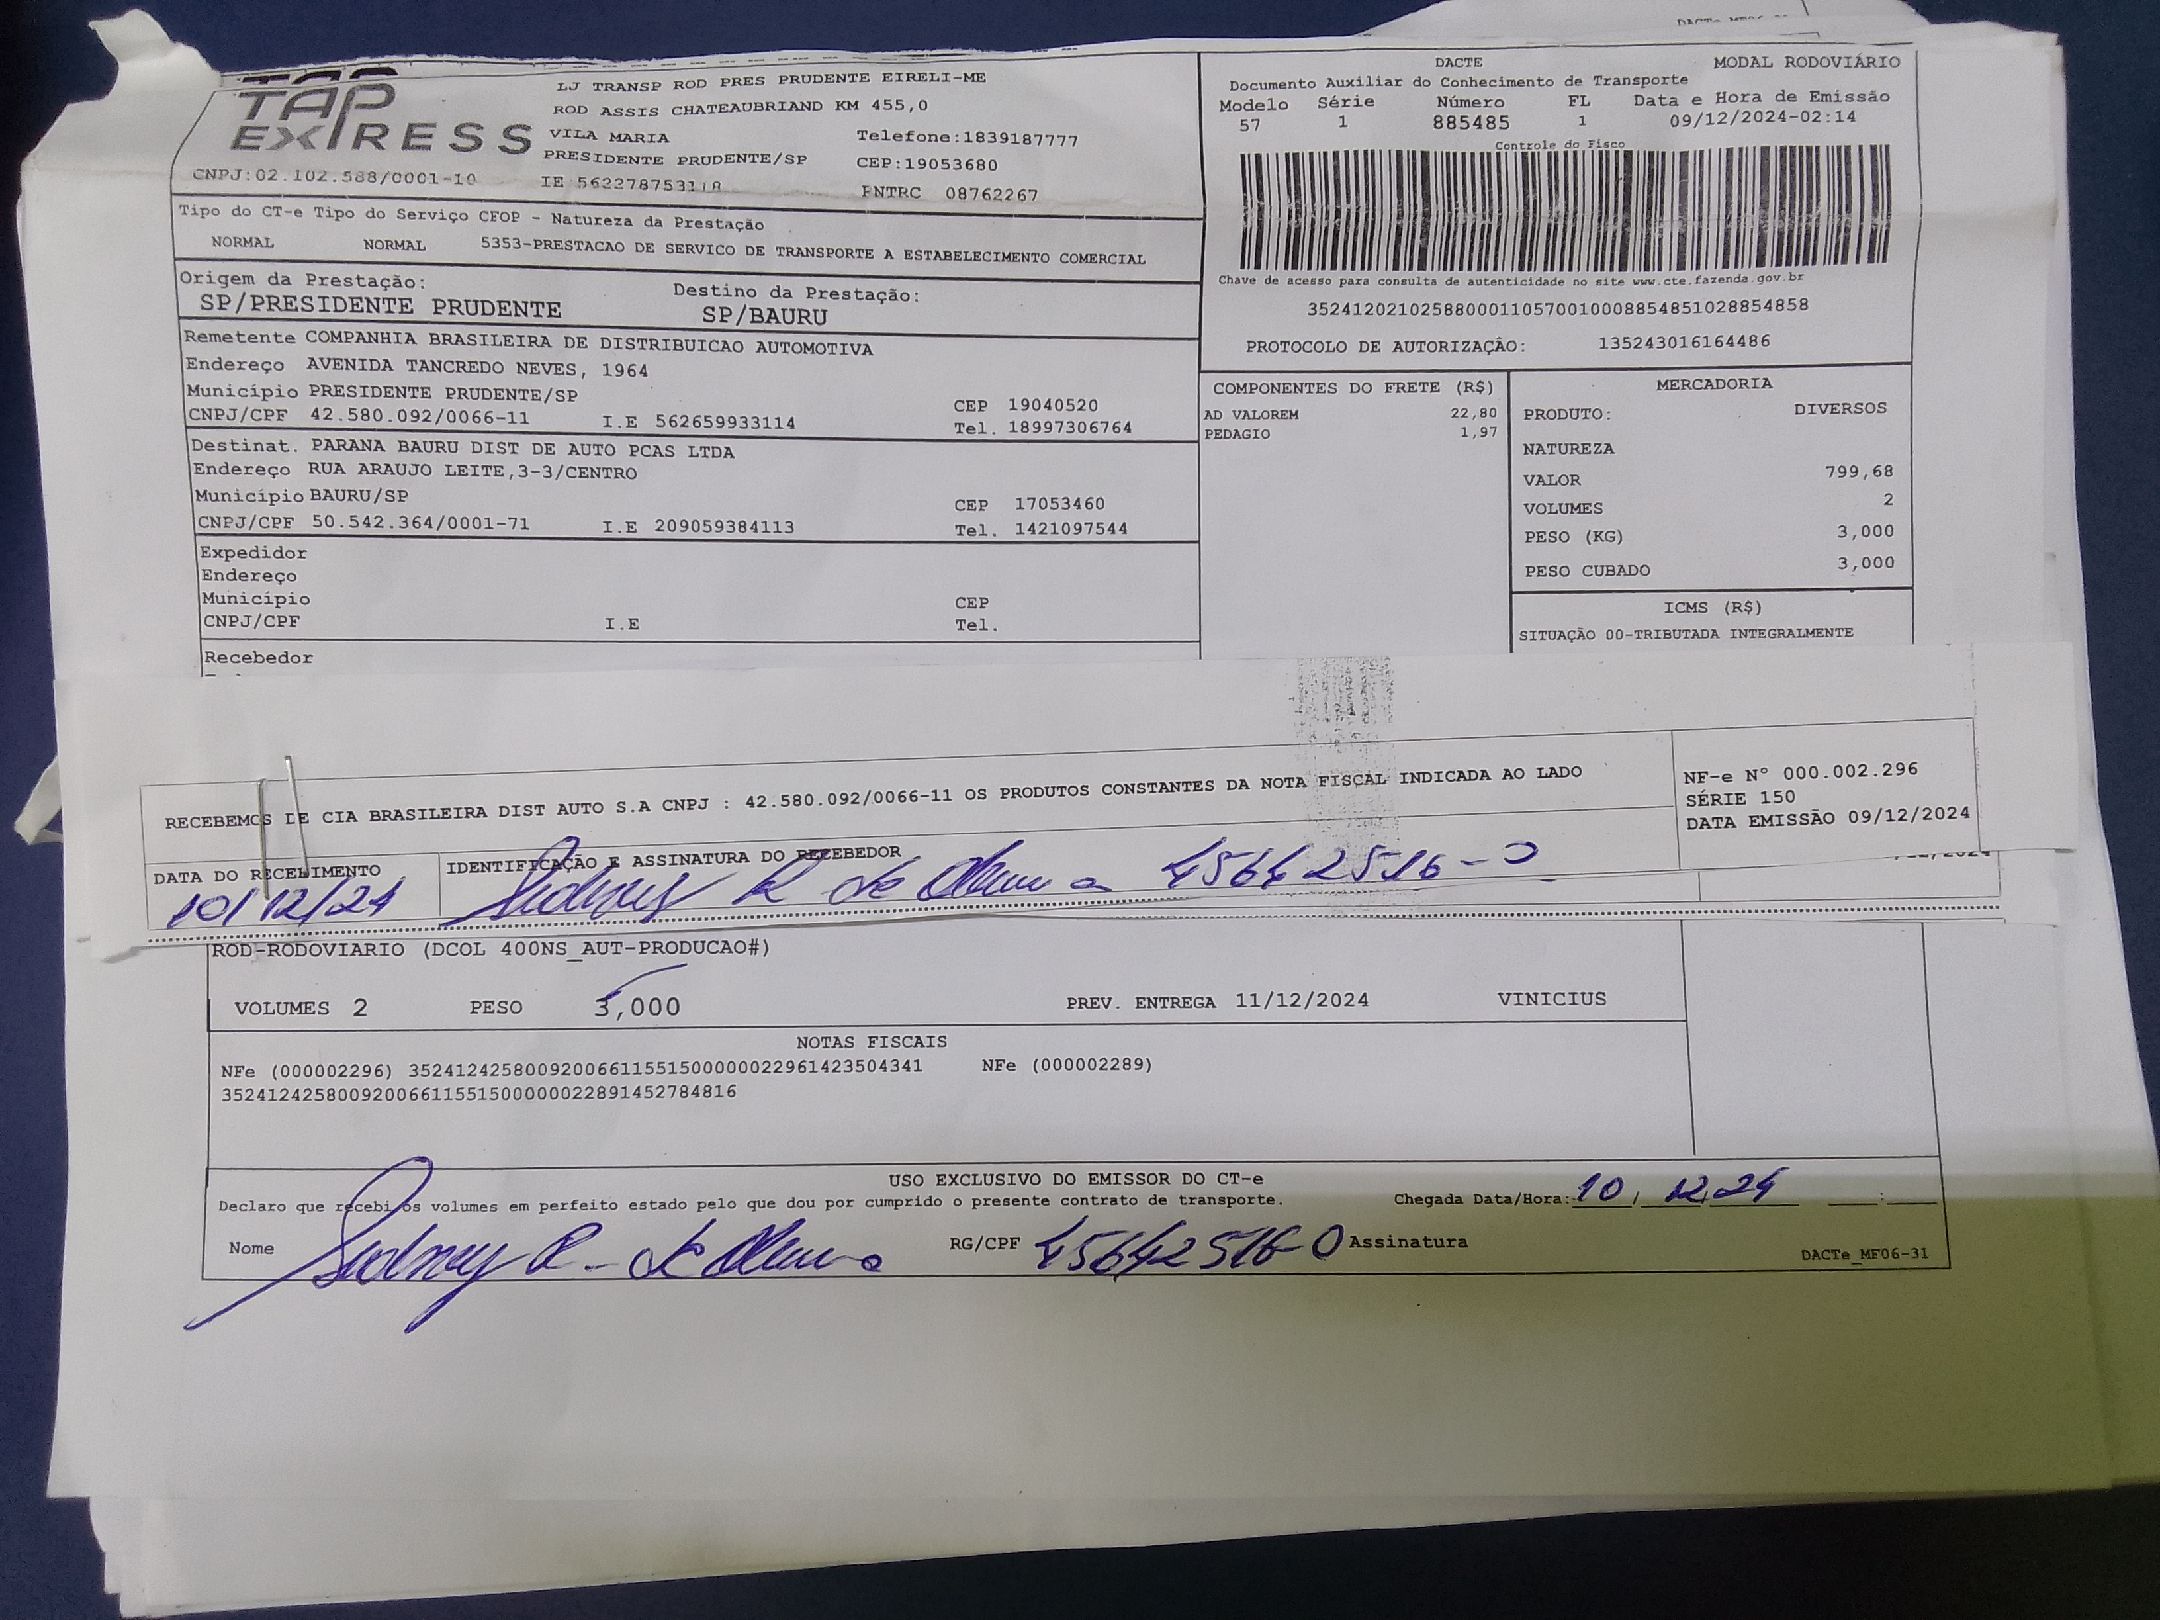 DACTe_MF06-31
TAP
EXPRESS
CNPJ:02.102.588/0001-10
LJ TRANSP ROD PRES PRUDENTE EIRELI-ME
ROD ASSIS CHATEAUBRIAND KM 455,0
VILA MARIA Telefone:1839187777
PRESIDENTE PRUDENTE/SP CEP:19053680
IE 562278753118 RNTRC 08762267
DACTE MODAL RODOVIÁRIO
Documento Auxiliar do Conhecimento de Transporte
Modelo Série Número FL Data e Hora de Emissão
57 1 885485 1 09/12/2024-02:14
Controle do Fisco
Chave de acesso para consulta de autenticidade no site www.cte.fazenda.gov.br
35241202102588000110570010008854851028854858
PROTOCOLO DE AUTORIZAÇÃO: 135243016164486
Tipo do CT-e Tipo do Serviço CFOP - Natureza da Prestação
NORMAL NORMAL 5353-PRESTACAO DE SERVICO DE TRANSPORTE A ESTABELECIMENTO COMERCIAL
Origem da Prestação: Destino da Prestação:
SP/PRESIDENTE PRUDENTE SP/BAURU
Remetente COMPANHIA BRASILEIRA DE DISTRIBUICAO AUTOMOTIVA
Endereço AVENIDA TANCREDO NEVES, 1964
Município PRESIDENTE PRUDENTE/SP CEP 19040520
CNPJ/CPF 42.580.092/0066-11 I.E 562659933114 Tel. 18997306764
Destinat. PARANA BAURU DIST DE AUTO PCAS LTDA
Endereço RUA ARAUJO LEITE,3-3/CENTRO
Município BAURU/SP CEP 17053460
CNPJ/CPF 50.542.364/0001-71 I.E 209059384113 Tel. 1421097544
Expedidor
Endereço
Município CEP
CNPJ/CPF I.E Tel.
Recebedor
COMPONENTES DO FRETE (R$)
AD VALOREM 22,80
PEDAGIO 1,97
MERCADORIA
PRODUTO: DIVERSOS
NATUREZA
VALOR 799,68
VOLUMES 2
PESO (KG) 3,000
PESO CUBADO 3,000
ICMS (R$)
SITUAÇÃO 00-TRIBUTADA INTEGRALMENTE
RECEBEMOS DE CIA BRASILEIRA DIST AUTO S.A CNPJ : 42.580.092/0066-11 OS PRODUTOS CONSTANTES DA NOTA FISCAL INDICADA AO LADO
NF-e Nº 000.002.296
SÉRIE 150
DATA EMISSÃO 09/12/2024
DATA DO RECEBIMENTO IDENTIFICAÇÃO E ASSINATURA DO RECEBEDOR
10/12/24 Sidney R de Oliveira 45642516-0
ROD-RODOVIARIO (DCOL 400NS_AUT-PRODUCAO#)
VOLUMES 2 PESO 3,000 PREV. ENTREGA 11/12/2024 VINICIUS
NOTAS FISCAIS
NFe (000002296) 35241242580092006611551500000022961423504341 NFe (000002289)
35241242580092006611551500000022891452784816
USO EXCLUSIVO DO EMISSOR DO CT-e
Declaro que recebi os volumes em perfeito estado pelo que dou por cumprido o presente contrato de transporte. Chegada Data/Hora: 10/12/24 :
Nome Sidney R. de Oliveira RG/CPF 45642516-0 Assinatura
DACTe_MF06-31